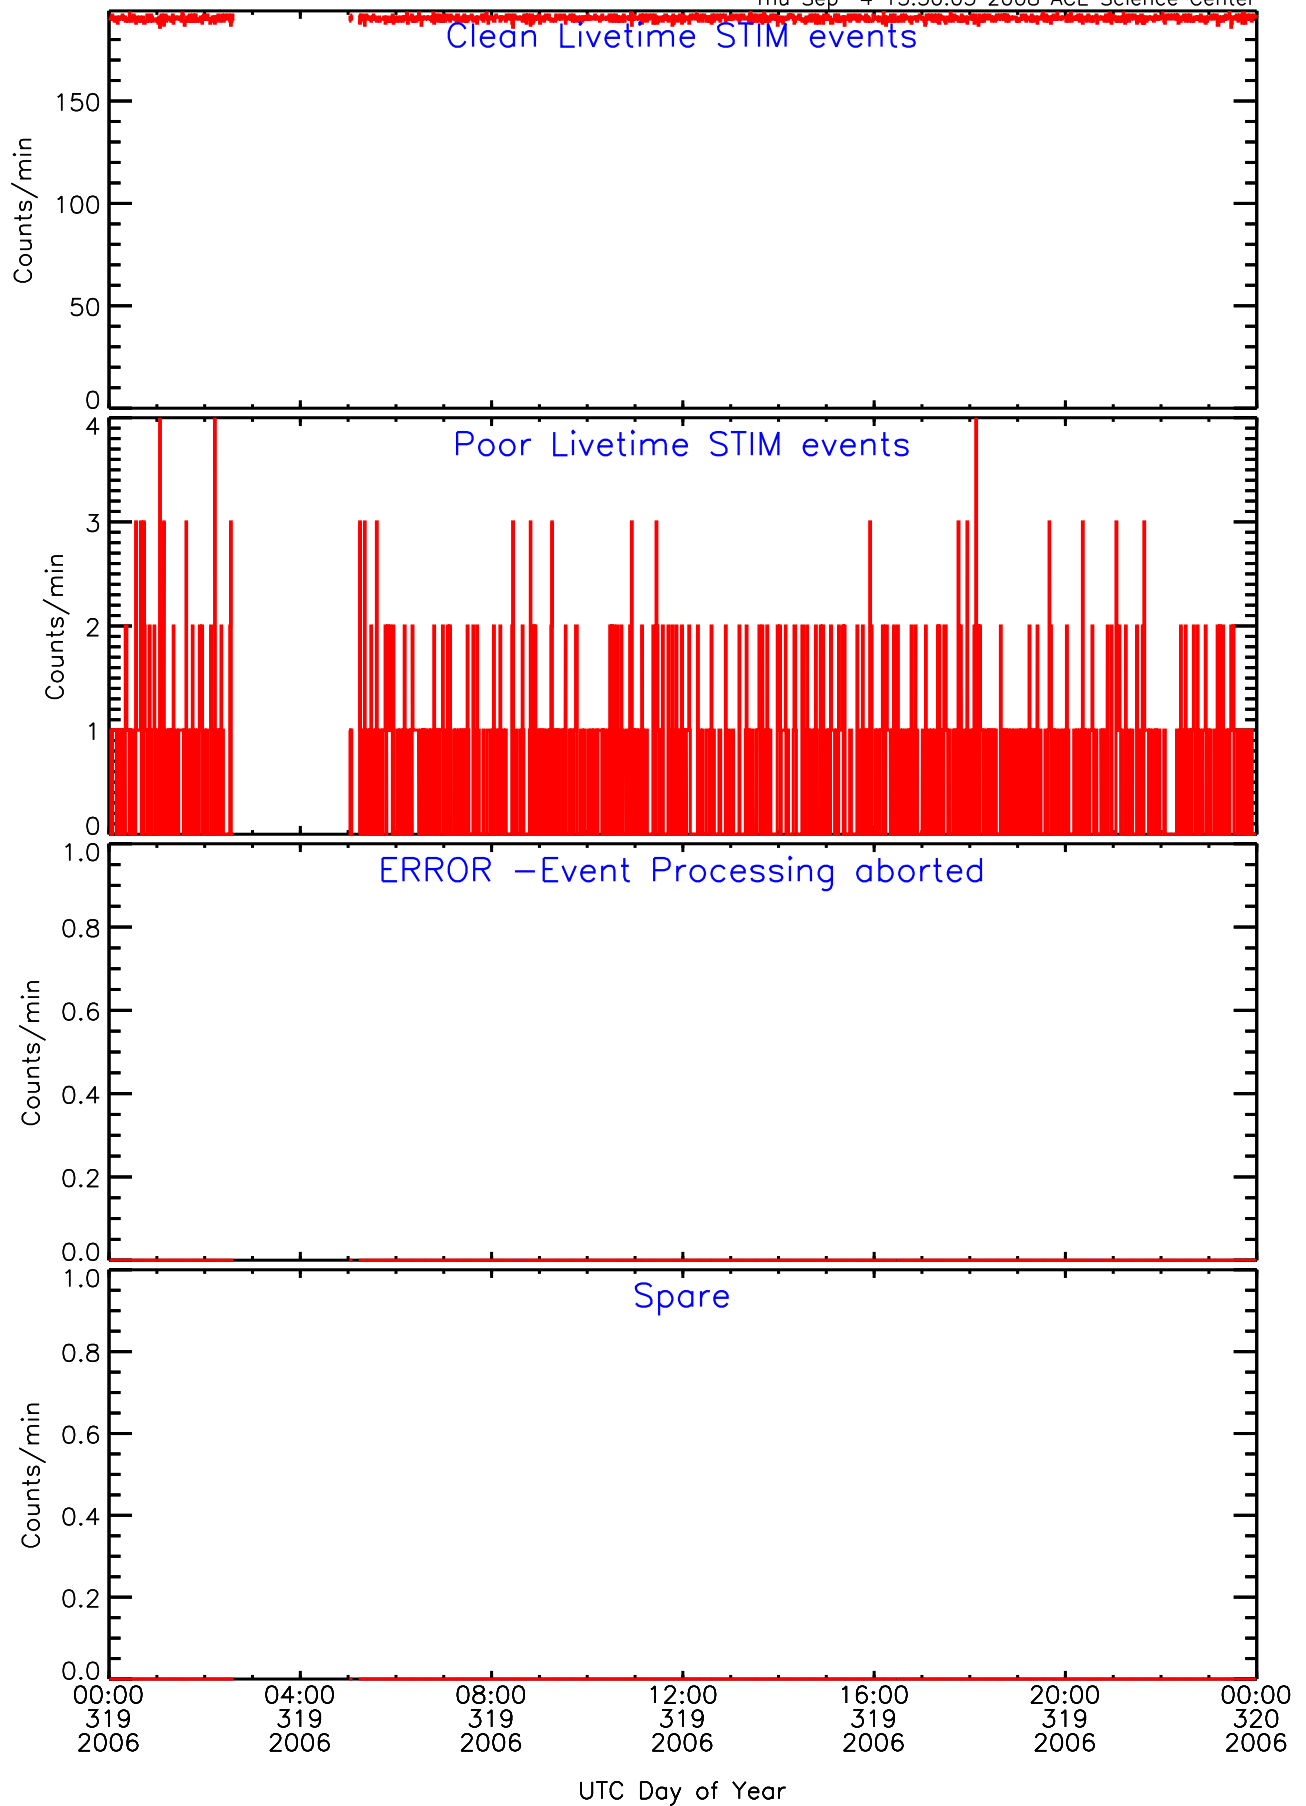 Clean Livetime STIM events
150
100
50
0
Counts/min
Poor Livetime STIM events
4
3
2
1
0
Counts/min
ERROR −Event Processing aborted
1.0
0.8
0.6
0.4
0.2
0.0
Counts/min
Spare
1.0
0.8
0.6
0.4
0.2
0.0
Counts/min
00:00 04:00 08:00 12:00 16:00 20:00 00:00
319 319 319 319 319 319 320
2006 2006 2006 2006 2006 2006 2006
UTC Day of Year